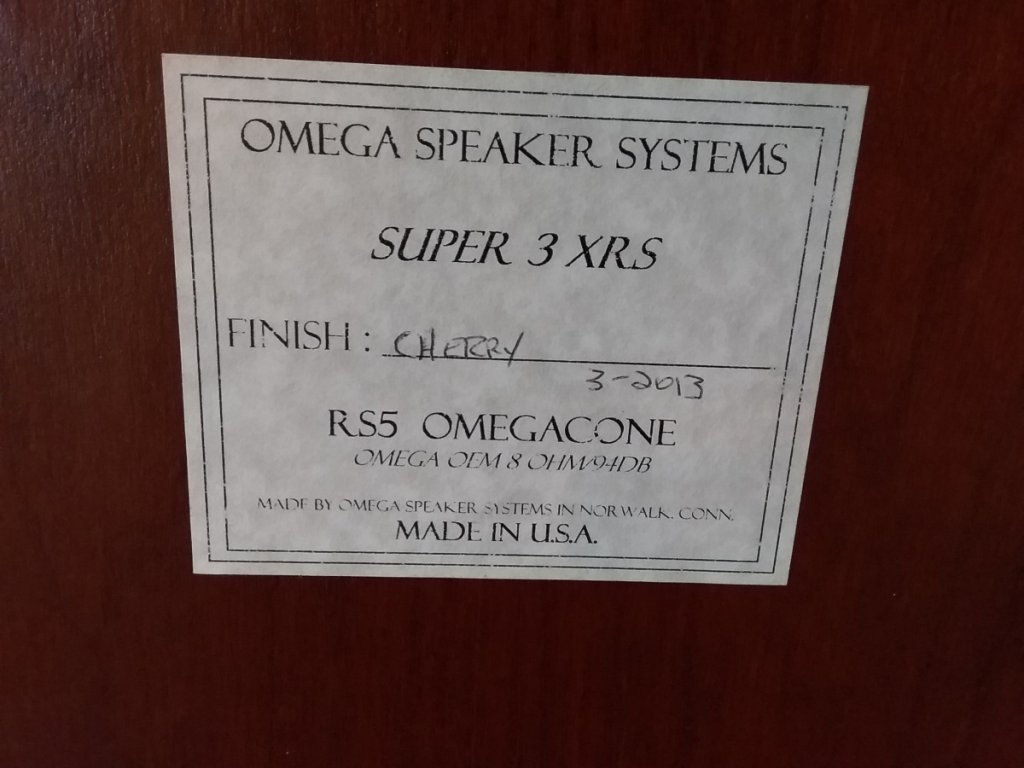 OMEGA SPEAKER SYSTEMS
SUPER 3 XRS
FINISH : CHERRY
3-2013
RS5 OMEGACONE
OMEGA OEM 8 OHM/94DB
MADE BY OMEGA SPEAKER SYSTEMS IN NORWALK, CONN.
MADE IN U.S.A.